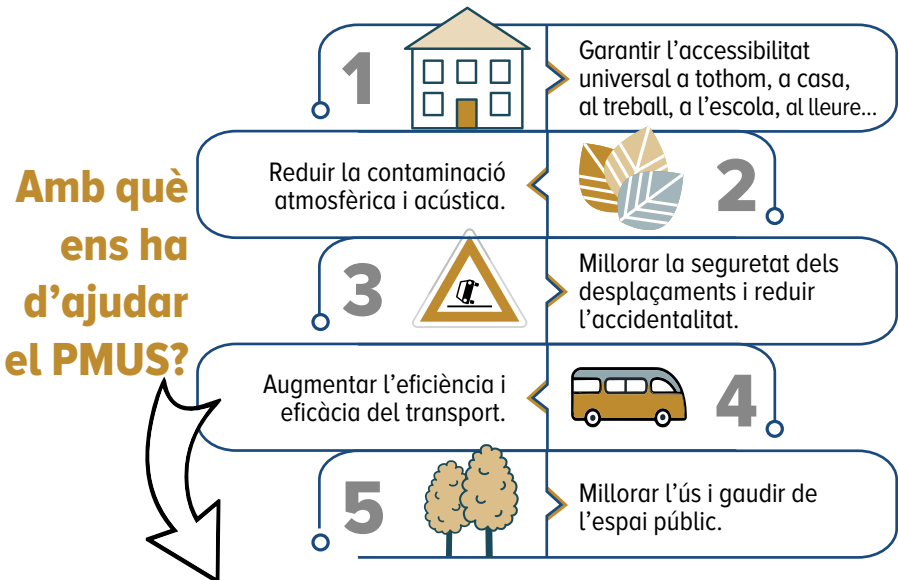 Amb què
ens ha
d'ajudar
el PMUS?
1
Garantir l'accessibilitat
universal a tothom, a casa,
al treball, a l'escola, al lleure...
Reduir la contaminació
atmosfèrica i acústica.
2
3
Millorar la seguretat dels
desplaçaments i reduir
l'accidentalitat.
Augmentar l'eficiència i
eficàcia del transport.
4
5
Millorar l'ús i gaudir de
l'espai públic.